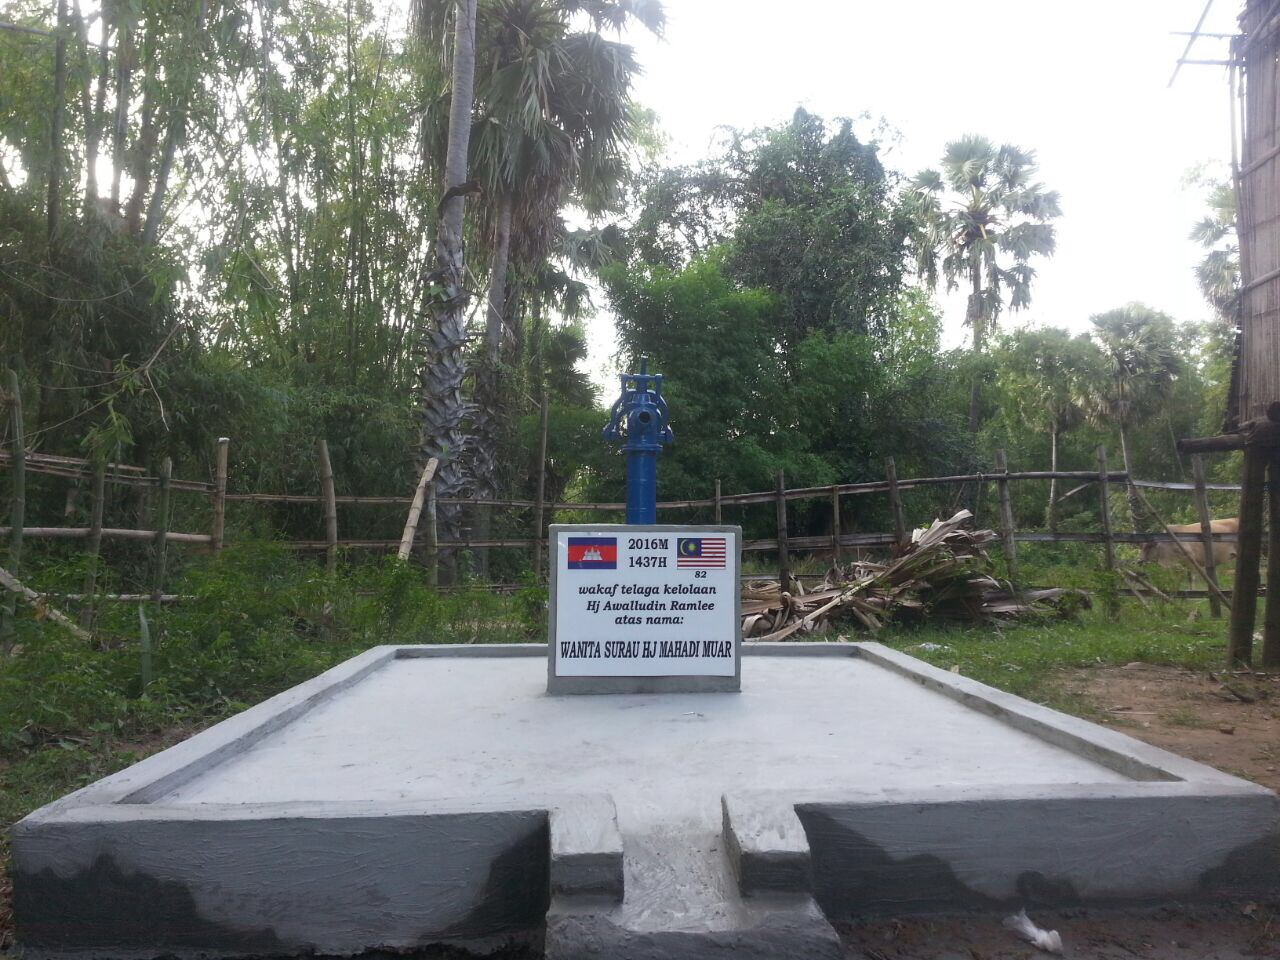 2016M
1437H
82
wakaf telaga kelolaan
Hj Awalludin Ramlee
atas nama:
WANITA SURAU HJ MAHADI MUAR